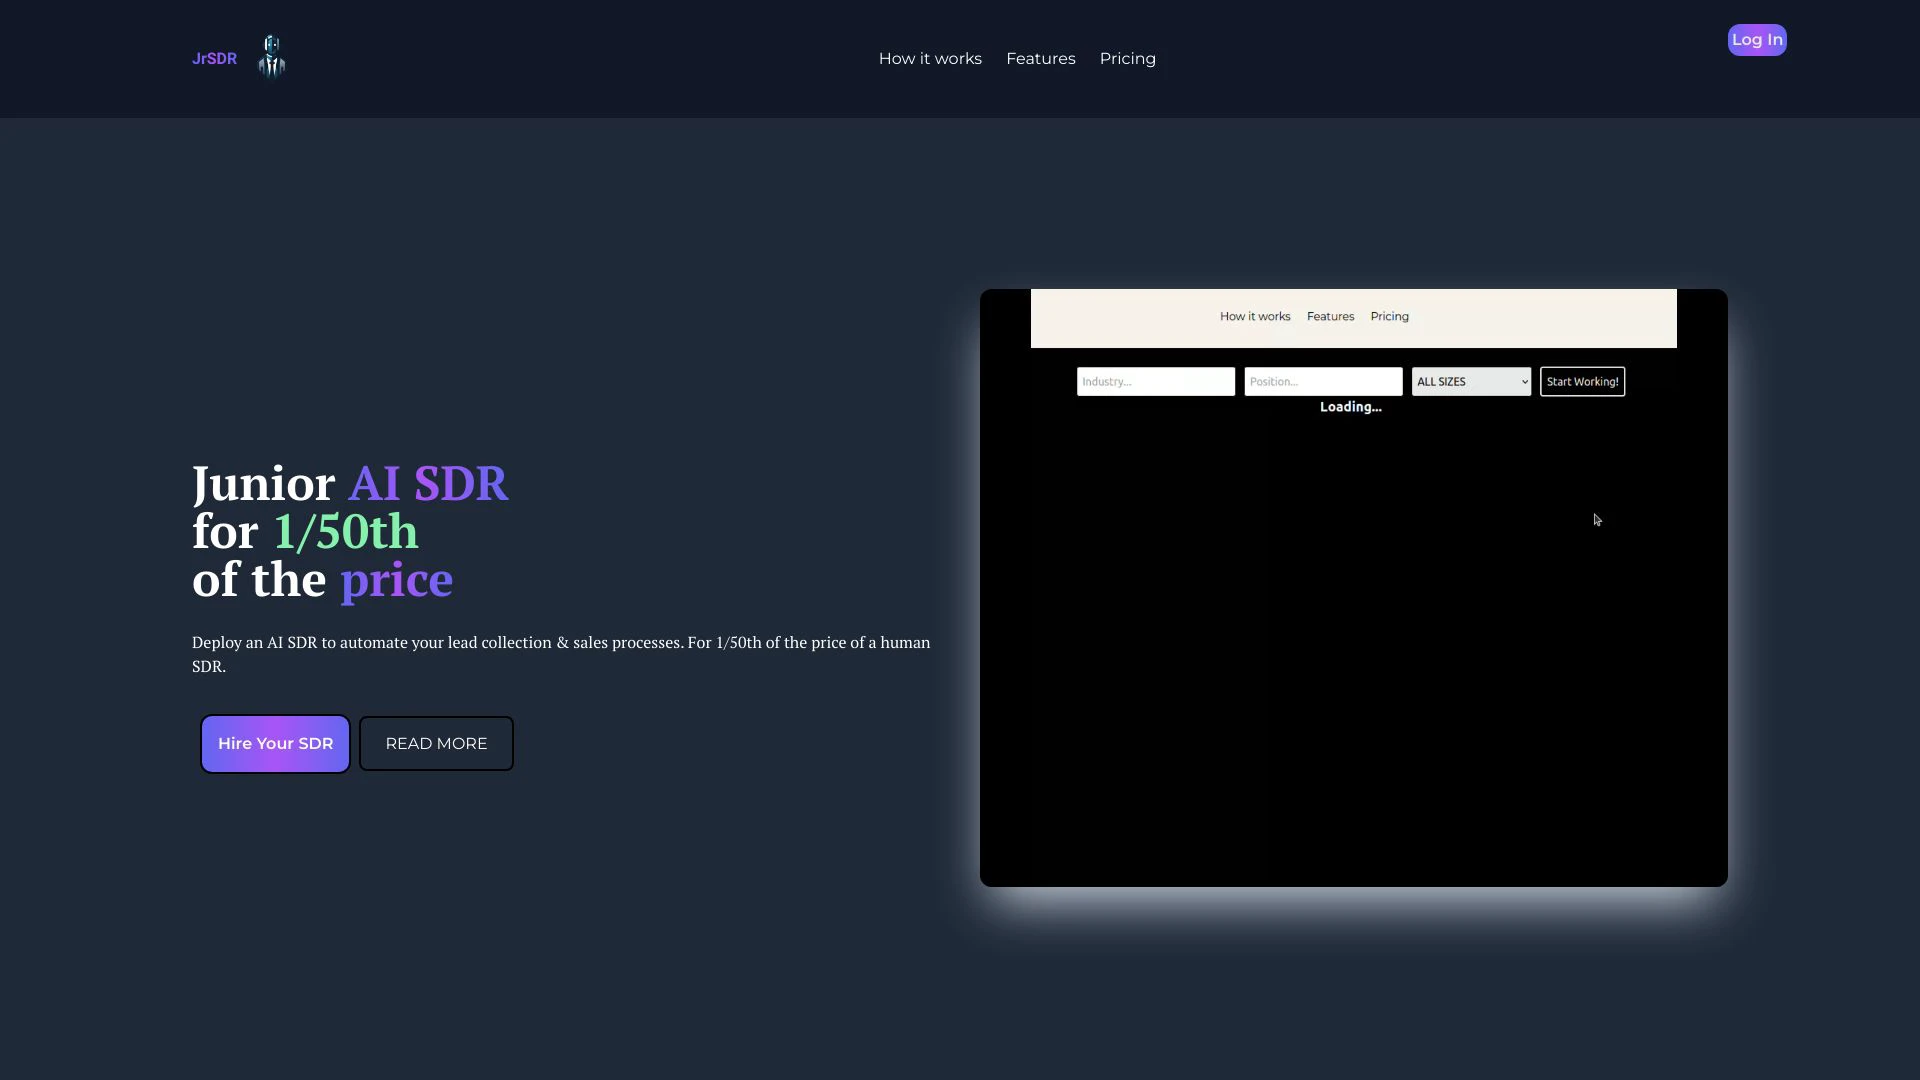 JrSDR
How it works Features Pricing
Log In
Junior AI SDR
for 1/50th
of the price
Deploy an AI SDR to automate your lead collection & sales processes. For 1/50th of the price of a human
SDR.
Hire Your SDR READ MORE
How it works Features Pricing
Industry... Position... ALL SIZES Start Working!
Loading...